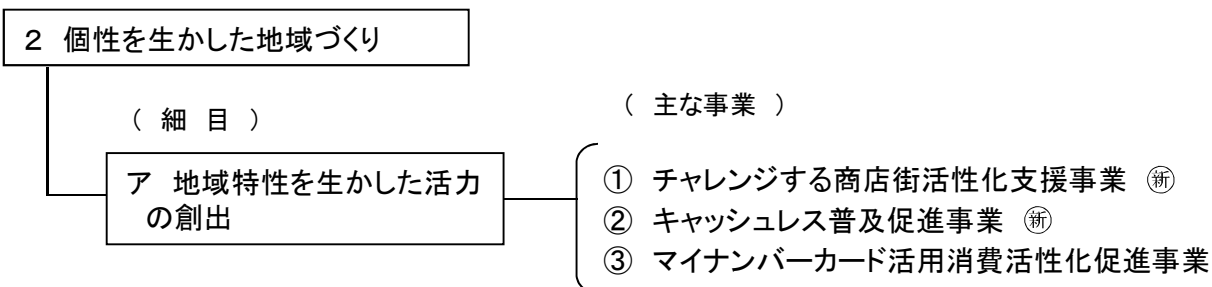 ２ 個性を生かした地域づくり
（ 細 目 ）
（ 主な事業 ）
ア 地域特性を生かした活力
の創出
① チャレンジする商店街活性化支援事業 ㊟新
② キャッシュレス普及促進事業 新
③ マイナンバーカード活用消費活性化促進事業